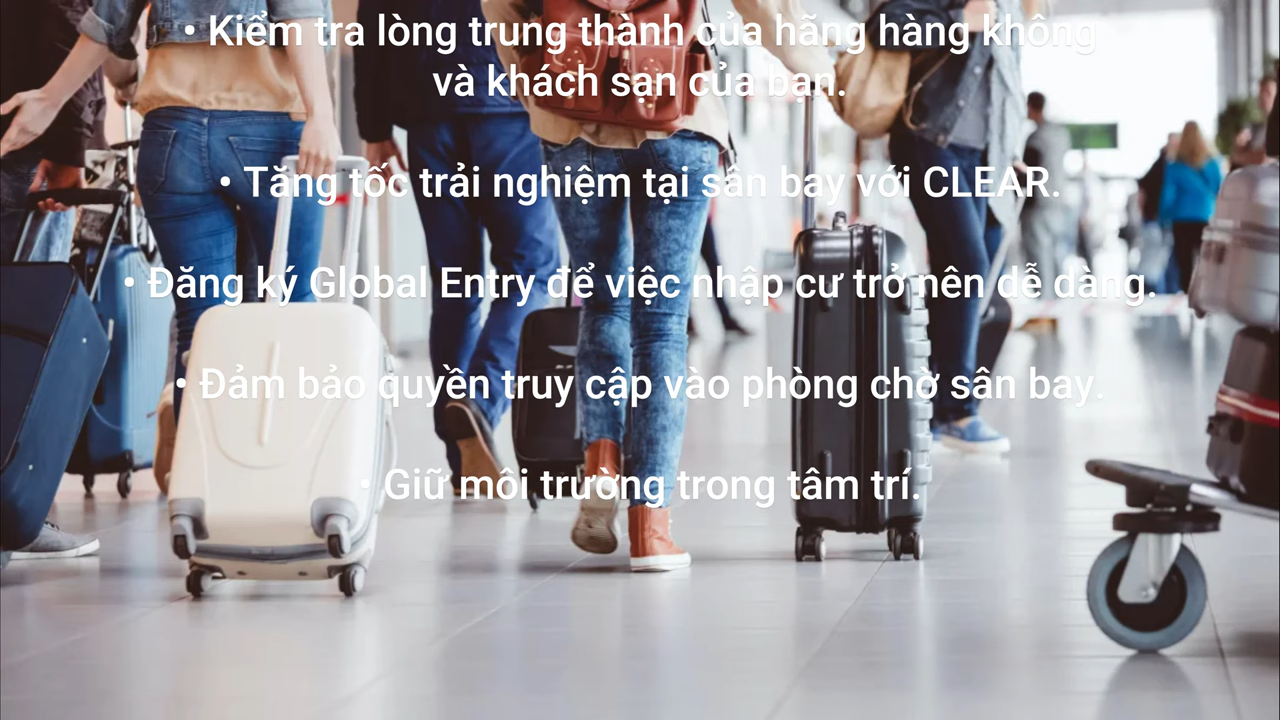 • Kiểm tra lòng trung thành của hãng hàng không
và khách sạn của bạn.
• Tăng tốc trải nghiệm tại sân bay với CLEAR.
• Đăng ký Global Entry để việc nhập cư trở nên dễ dàng.
• Đảm bảo quyền truy cập vào phòng chờ sân bay.
• Giữ môi trường trong tâm trí.